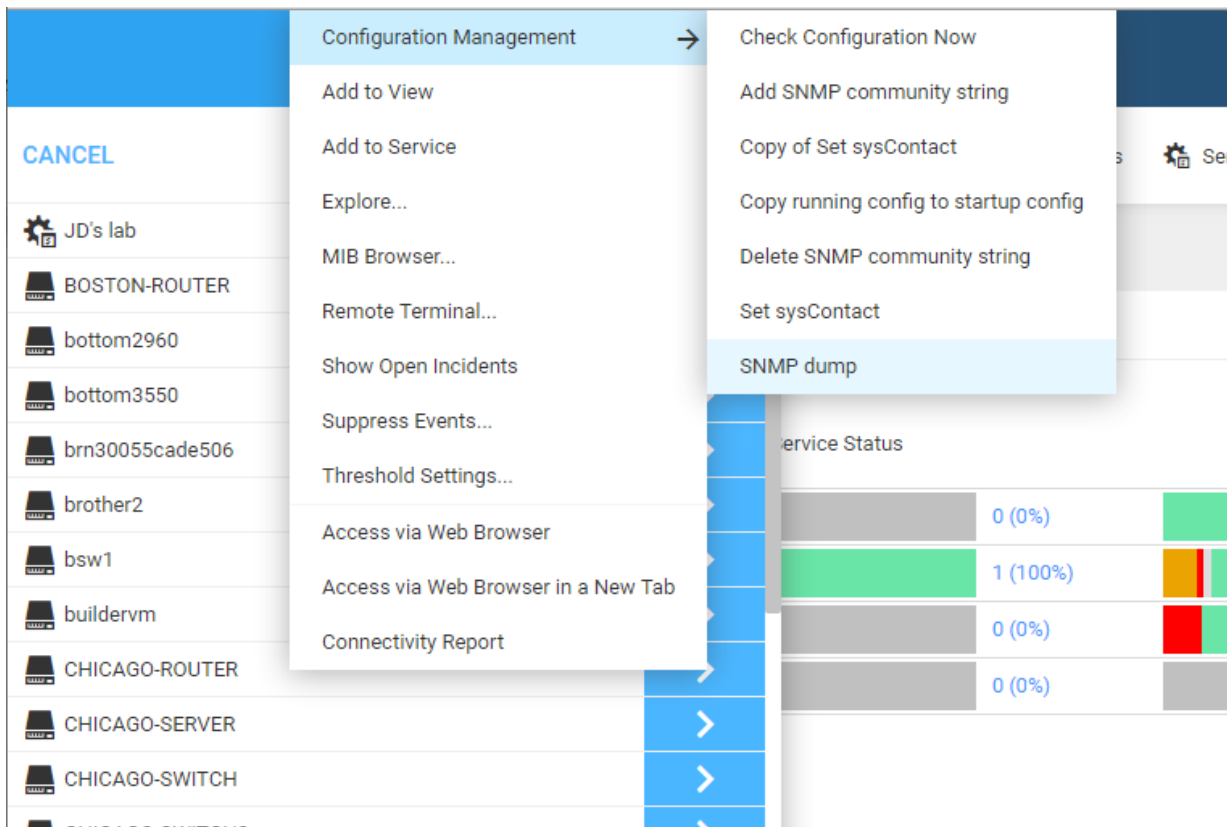 Configuration Management
Add to View
Add to Service
Explore...
MIB Browser...
Remote Terminal...
Show Open Incidents
Suppress Events...
Threshold Settings...
Access via Web Browser
Access via Web Browser in a New Tab
Connectivity Report
Check Configuration Now
Add SNMP community string
Copy of Set sysContact
Copy running config to startup config
Delete SNMP community string
Set sysContact
SNMP dump
CANCEL
JD's lab
BOSTON-ROUTER
bottom2960
bottom3550
brn30055cade506
brother2
bsw1
buildervm
CHICAGO-ROUTER
CHICAGO-SERVER
CHICAGO-SWITCH
Status
0 (0%)
1 (100%)
0 (0%)
0 (0%)